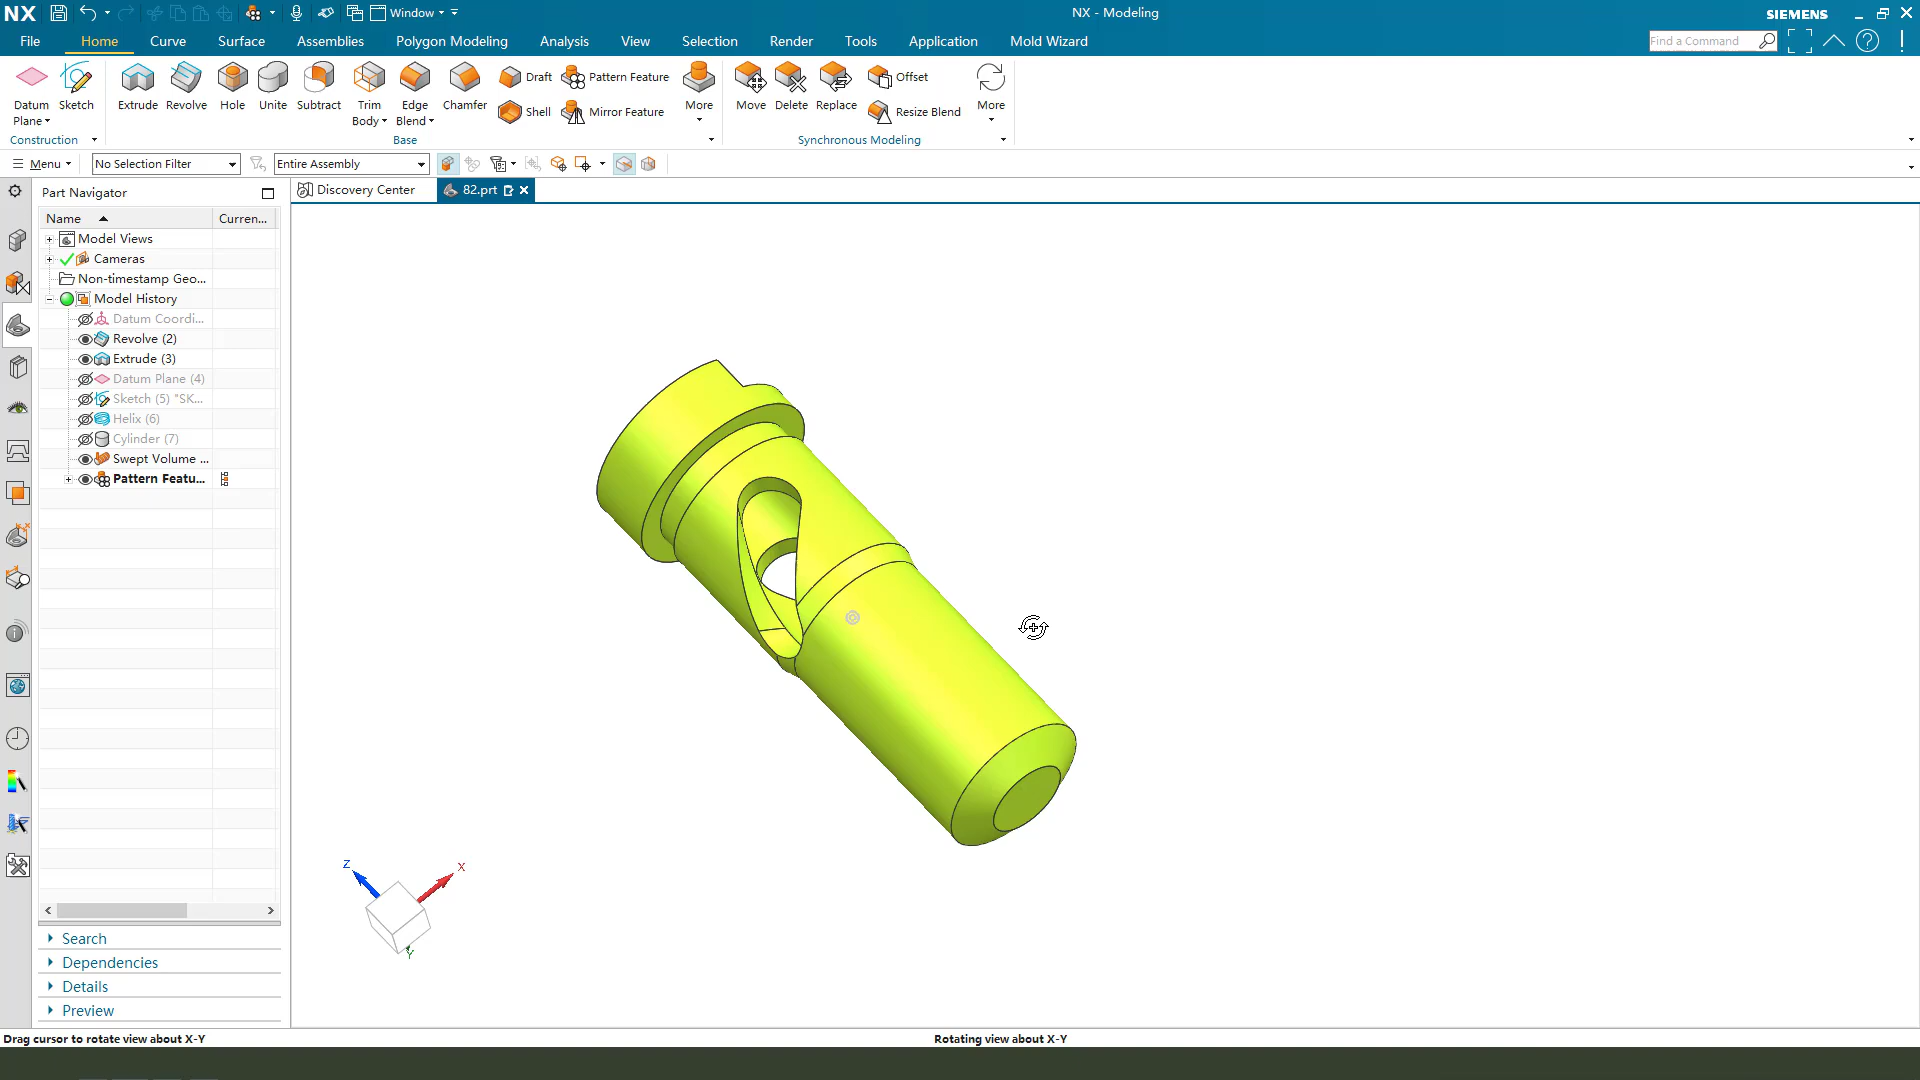 NX
Window
NX - Modeling
SIEMENS
File
Home
Curve
Surface
Assemblies
Polygon Modeling
Analysis
View
Selection
Render
Tools
Application
Mold Wizard
Find a Command
Datum
Plane
Sketch
Extrude
Revolve
Hole
Unite
Subtract
Trim
Body
Edge
Blend
Chamfer
Draft
Shell
Pattern Feature
Mirror Feature
More
Move
Delete
Replace
Offset
Resize Blend
More
Construction
Base
Synchronous Modeling
Menu
No Selection Filter
Entire Assembly
Part Navigator
Discovery Center
82.prt
Name
Curren...
Model Views
Cameras
Non-timestamp Geo...
Model History
Datum Coordi...
Revolve (2)
Extrude (3)
Datum Plane (4)
Sketch (5) "SK...
Helix (6)
Cylinder (7)
Swept Volume ...
Pattern Featu...
Z
X
Y
Search
Dependencies
Details
Preview
Drag cursor to rotate view about X-Y
Rotating view about X-Y